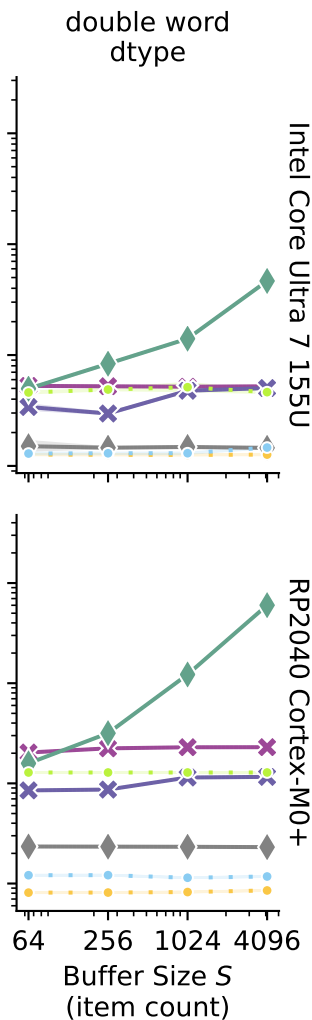 double word
dtype
Intel Core Ultra 7 155U
RP2040 Cortex-M0+
64 256 1024 4096
Buffer Size S
(item count)